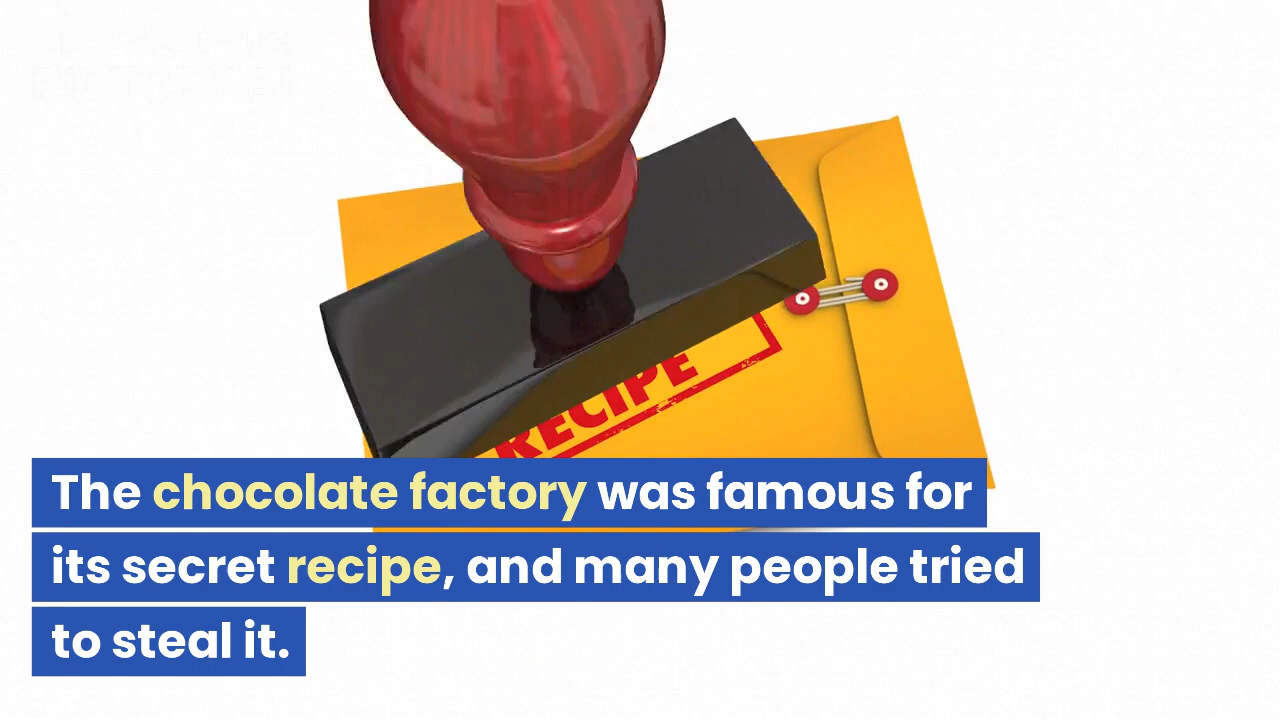 RECIPE
The chocolate factory was famous for
its secret recipe, and many people tried
to steal it.